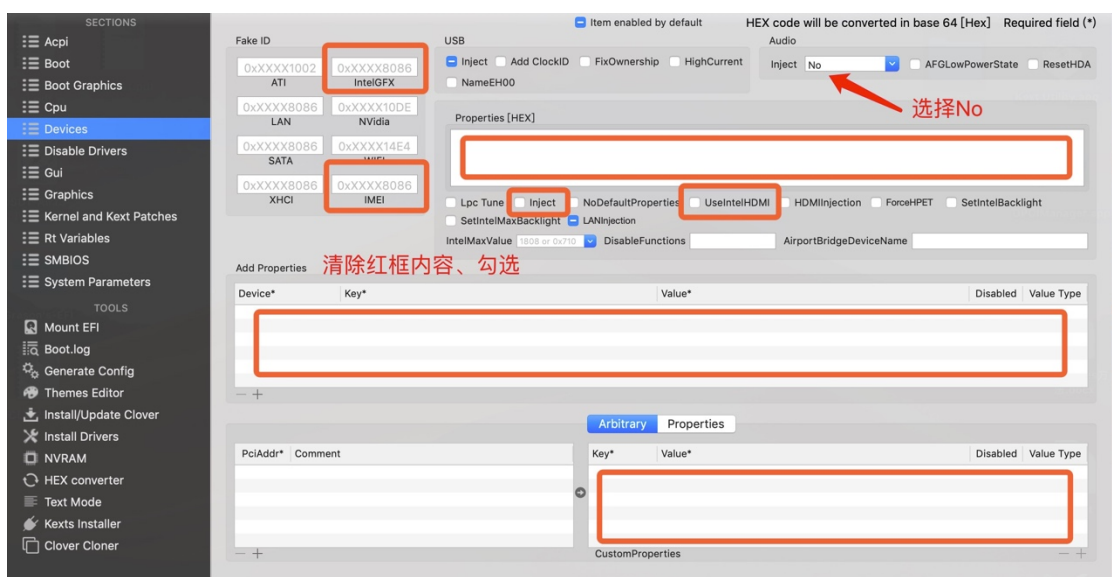 SECTIONS
Acpi
Boot
Boot Graphics
Cpu
Devices
Disable Drivers
Gui
Graphics
Kernel and Kext Patches
Rt Variables
SMBIOS
System Parameters
TOOLS
Mount EFI
Boot.log
Generate Config
Themes Editor
Install/Update Clover
Install Drivers
NVRAM
HEX converter
Text Mode
Kexts Installer
Clover Cloner
Item enabled by default HEX code will be converted in base 64 [Hex] Required field (*)
Fake ID
0xXXXX1002 0xXXXX8086
ATI IntelGFX
0xXXXX8086 0xXXXX10DE
LAN NVidia
0xXXXX8086 0xXXXX14E4
SATA WIFI
0xXXXX8086 0xXXXX8086
XHCI IMEI
USB
Inject Add ClockID FixOwnership HighCurrent
NameEH00
Audio
Inject No AFGLowPowerState ResetHDA
选择No
Properties [HEX]
Lpc Tune Inject NoDefaultProperties UseIntelHDMI HDMIInjection ForceHPET SetIntelBacklight
SetIntelMaxBacklight LANInjection
IntelMaxValue 1808 or 0x710 DisableFunctions AirportBridgeDeviceName
Add Properties 清除红框内容、勾选
Device* Key* Value* Disabled Value Type
Arbitrary Properties
PciAddr* Comment
Key* Value* Disabled Value Type
CustomProperties